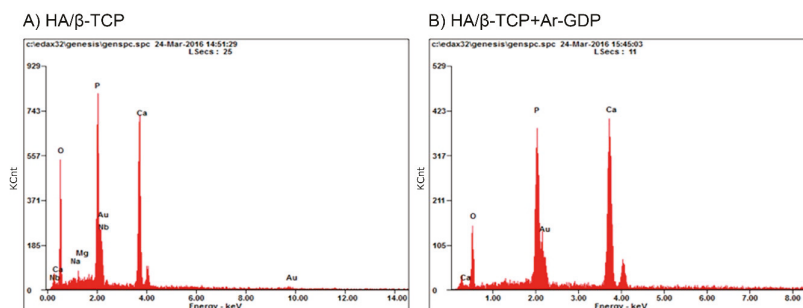 A) HA/β-TCP
c:\edax32\genesis\genspc.spc 24-Mar-2016 14:51:29
LSecs : 25
929
743
557
371
185
0
KCnt
P
Ca
O
Au
Nb
Ca
Nb
Mg
Na
Au
2.00
4.00
6.00
8.00
10.00
12.00
14.00
Energy - keV
B) HA/β-TCP+Ar-GDP
c:\edax32\genesis\genspc.spc 24-Mar-2016 15:45:03
LSecs : 11
529
423
317
211
105
0
KCnt
Ca
P
O
Au
Ca
1.00
2.00
3.00
4.00
5.00
6.00
7.00
8.00
Energy - keV